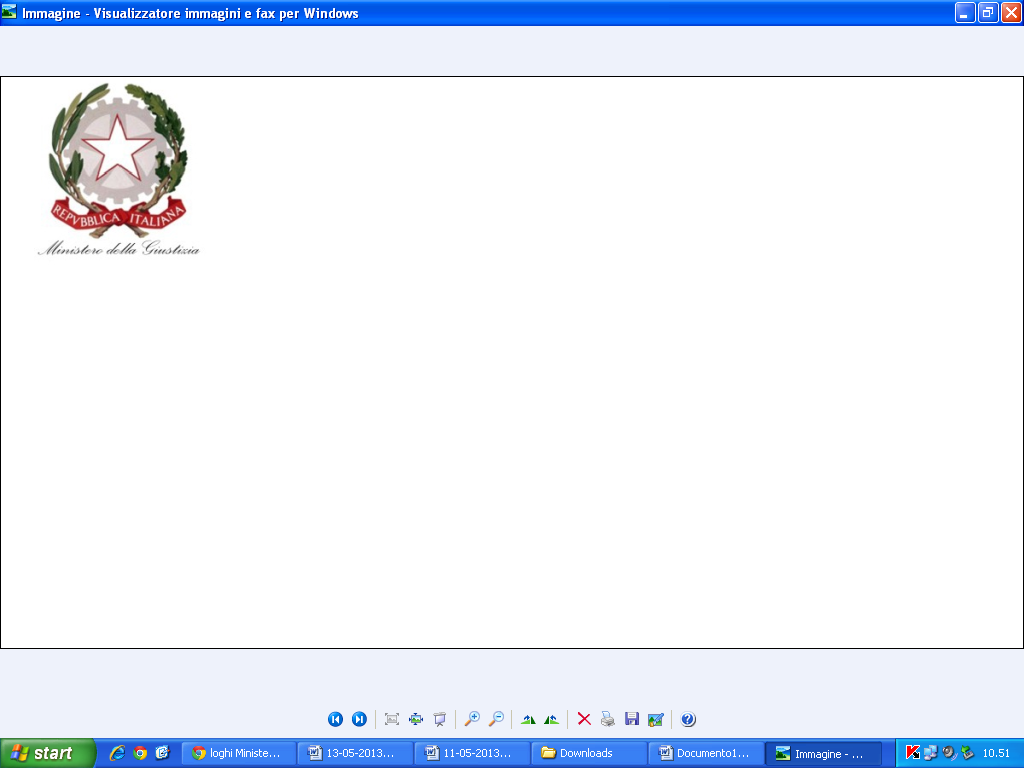 Immagine - Visualizzatore immagini e fax per Windows
REPVBBLICA ITALIANA
Ministero della Giustizia
start
loghi Ministe...
13-05-2013...
11-05-2013...
Downloads
Documento1...
Immagine - ...
10.51